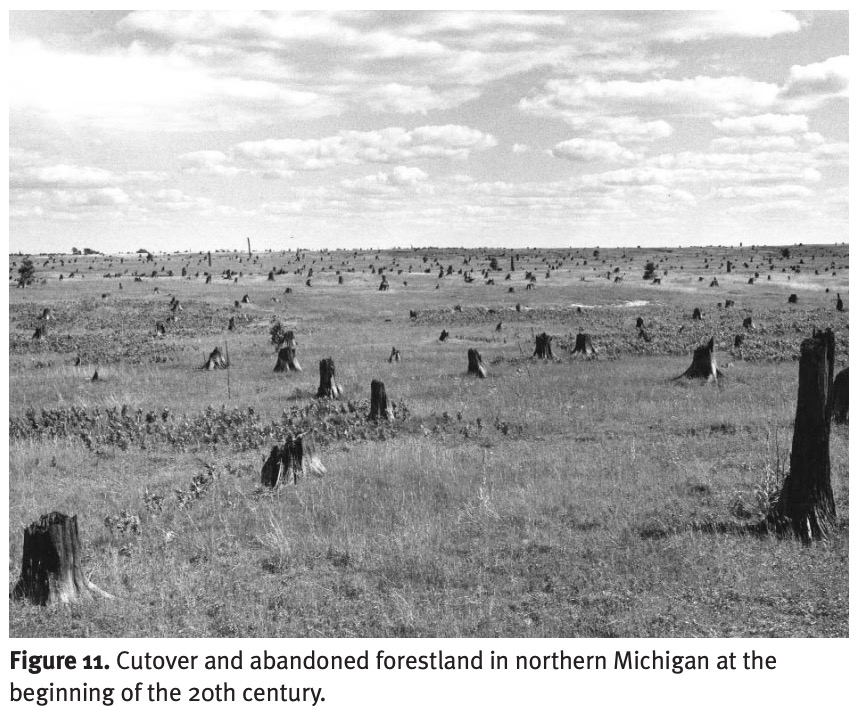 Figure 11. Cutover and abandoned forestland in northern Michigan at the
beginning of the 20th century.